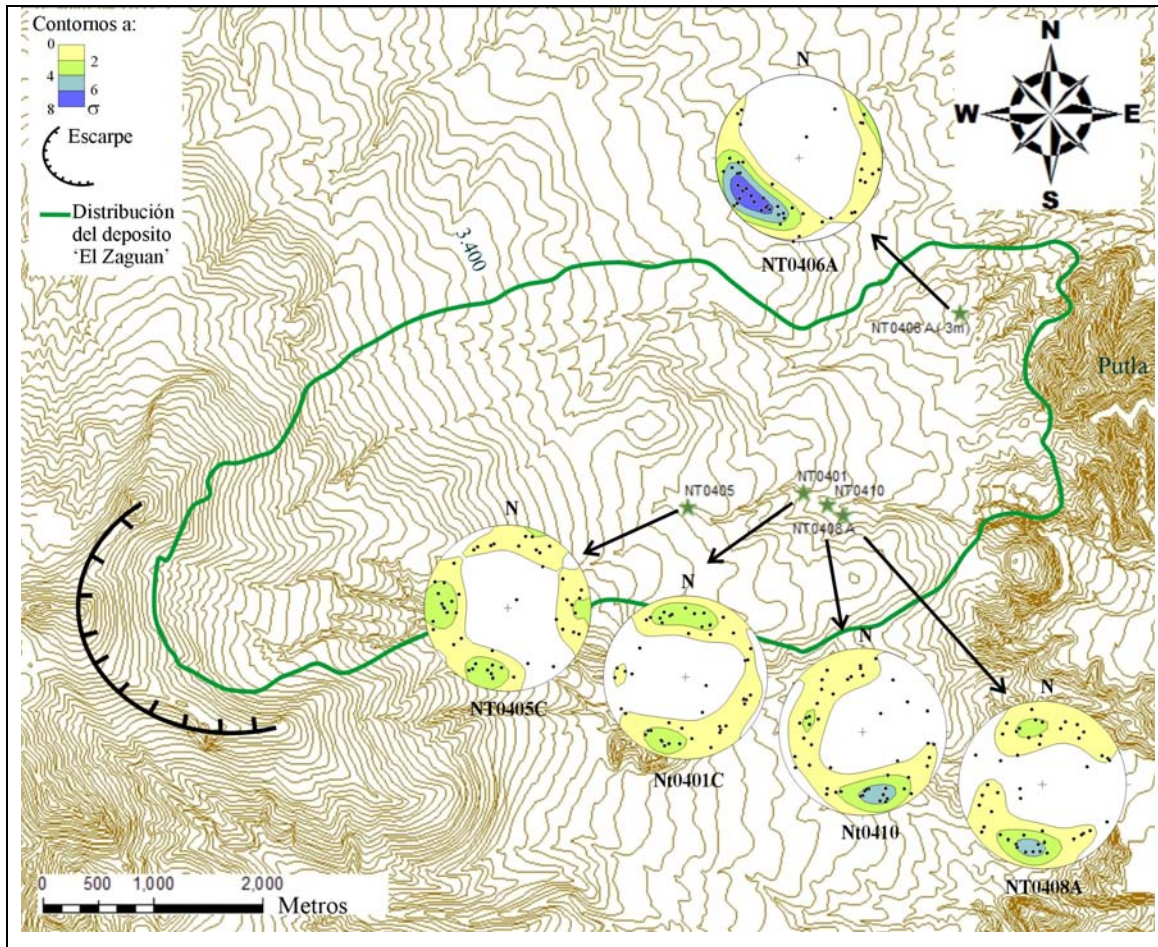 Contornos a:
0
2
4
6
8
σ
Escarpe
Distribución
del deposito
‘El Zaguan’
3.400
N
W
E
S
N
NT0406A
NT0406 A (-3m)
Putla
NT0405
NT0401
NT0410
NT0408 A
N
NT0405C
N
Nt0401C
N
Nt0410
N
NT0408A
0 500 1,000 2,000
Metros